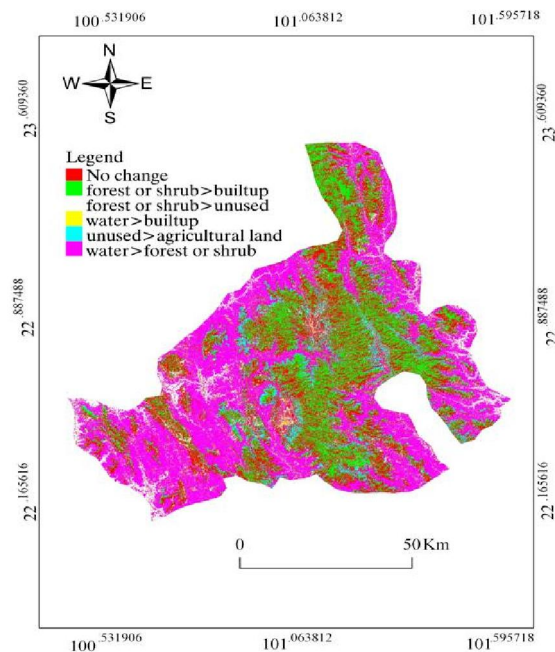 100.531906 101.063812 101.595718
N
W E
S
23.609360 23.609360
Legend
No change
forest or shrub>builtup
forest or shrub>unused
water>builtup
unused>agricultural land
water>forest or shrub
22.887488 22.887488
22.165616 22.165616
0 50 Km
100.531906 101.063812 101.595718